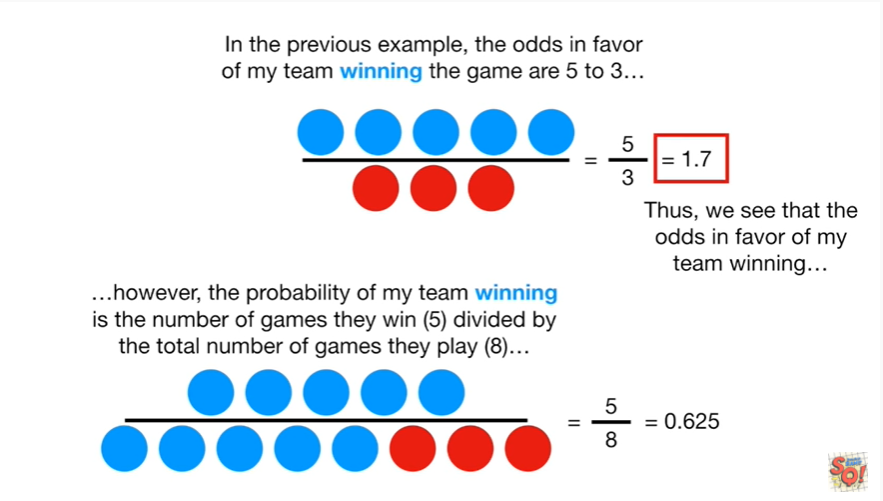 In the previous example, the odds in favor
of my team winning the game are 5 to 3…
= 5/3 = 1.7
Thus, we see that the
odds in favor of my
team winning…
…however, the probability of my team winning
is the number of games they win (5) divided by
the total number of games they play (8)…
= 5/8 = 0.625
SQ!